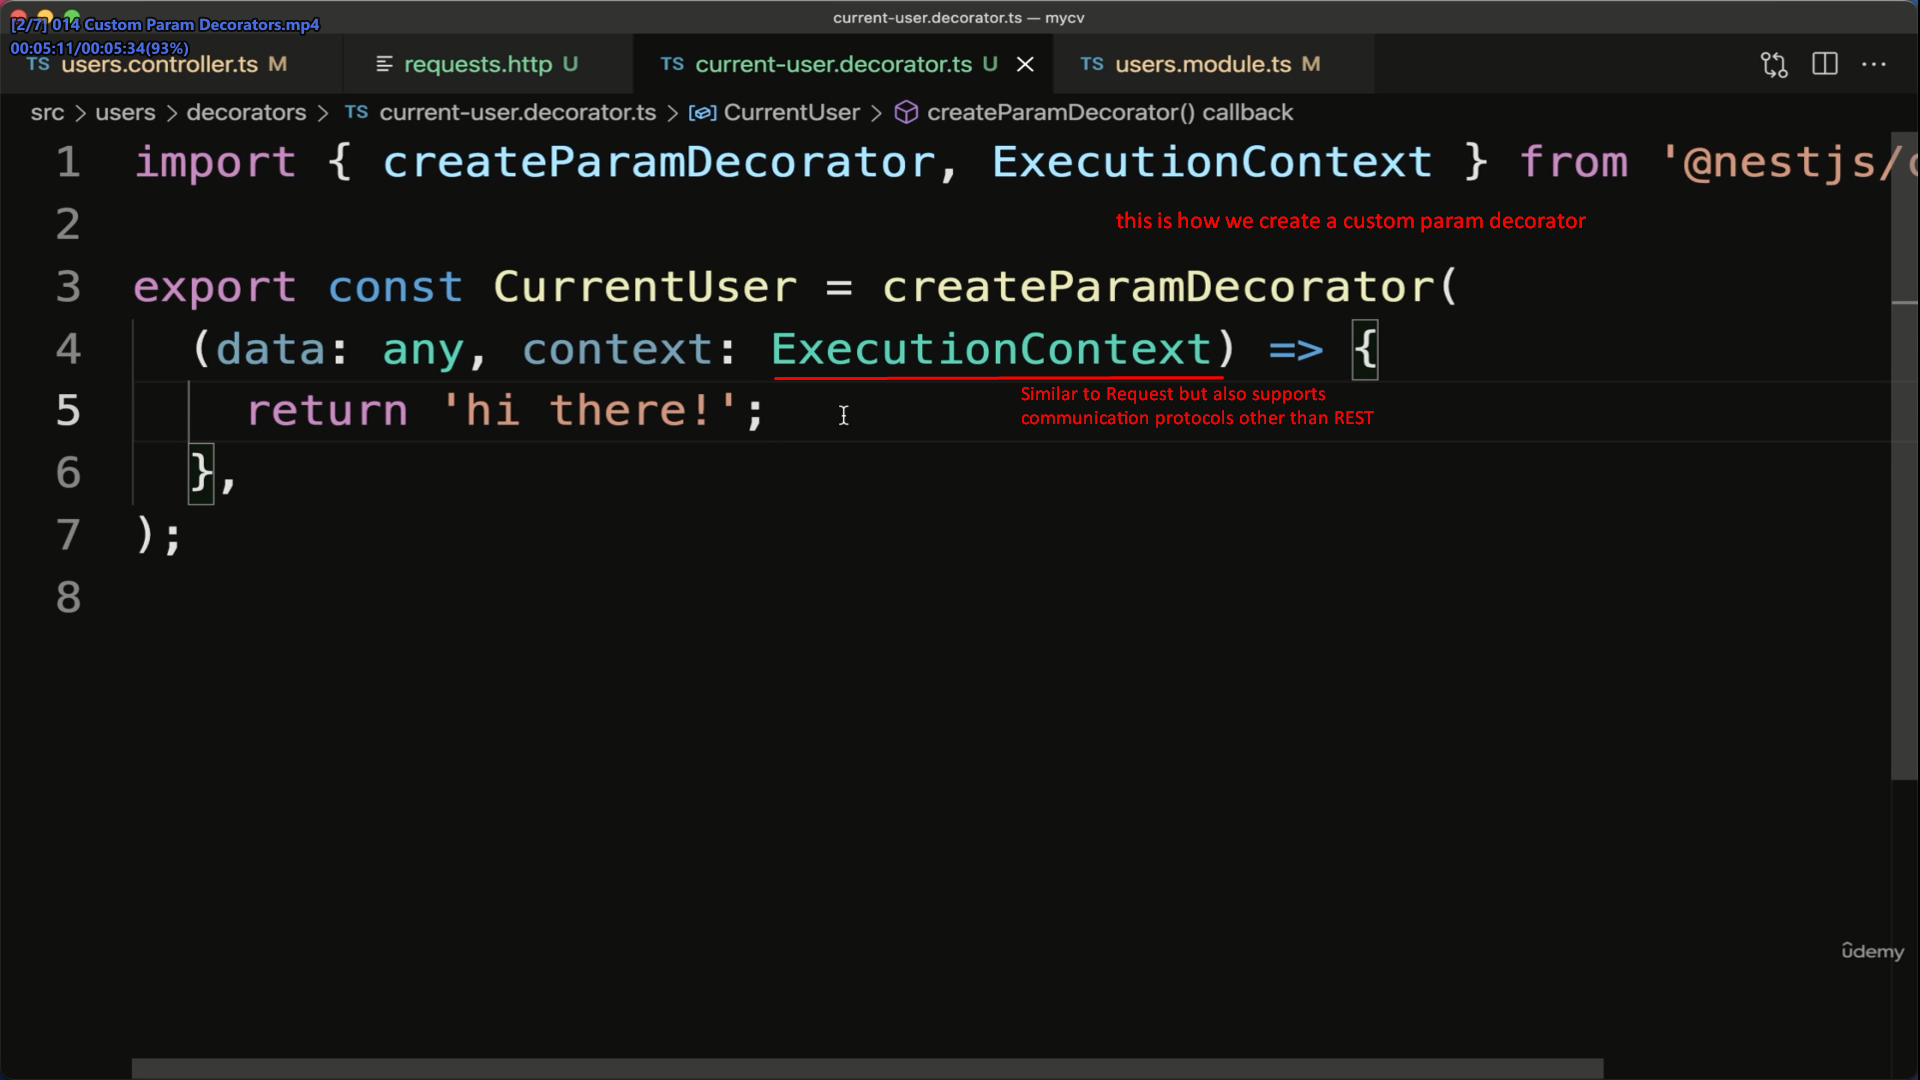 current-user.decorator.ts — mycv
[2/7] 014 Custom Param Decorators.mp4
00:05:11/00:05:34(93%)
TS users.controller.ts M
requests.http U
TS current-user.decorator.ts U
TS users.module.ts M
src > users > decorators > TS current-user.decorator.ts > CurrentUser > createParamDecorator() callback
1 import { createParamDecorator, ExecutionContext } from '@nestjs/
2
this is how we create a custom param decorator
3 export const CurrentUser = createParamDecorator(
4 (data: any, context: ExecutionContext) => {
Similar to Request but also supports
communication protocols other than REST
5 return 'hi there!';
6 },
7 );
8
ûdemy